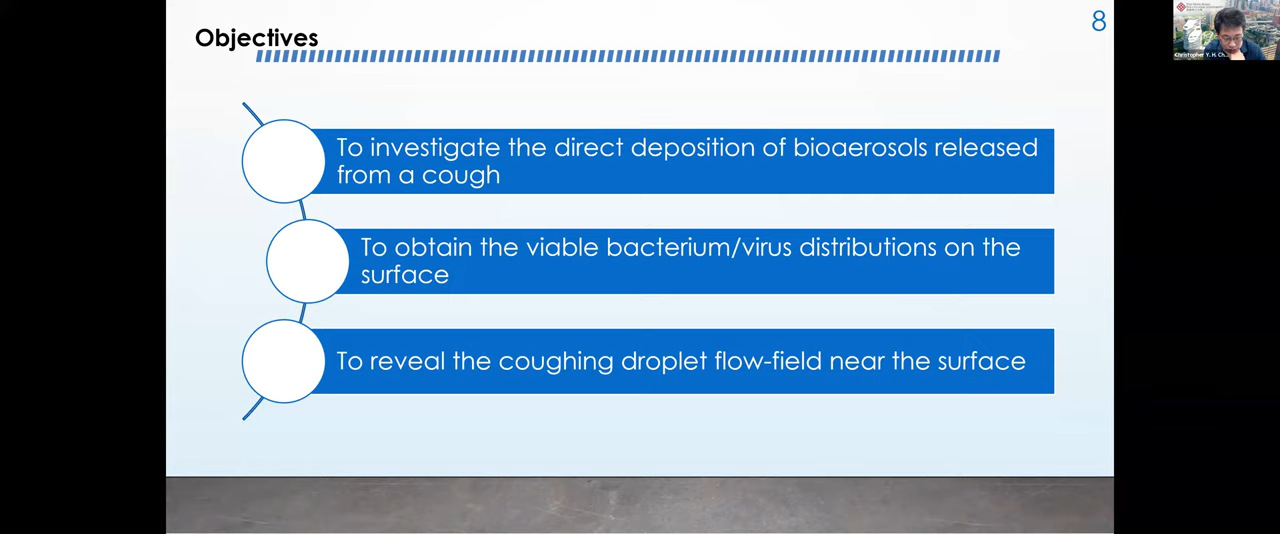 8
Objectives
To investigate the direct deposition of bioaerosols released
from a cough
To obtain the viable bacterium/virus distributions on the
surface
To reveal the coughing droplet flow-field near the surface
Christopher Y. H. Ch...